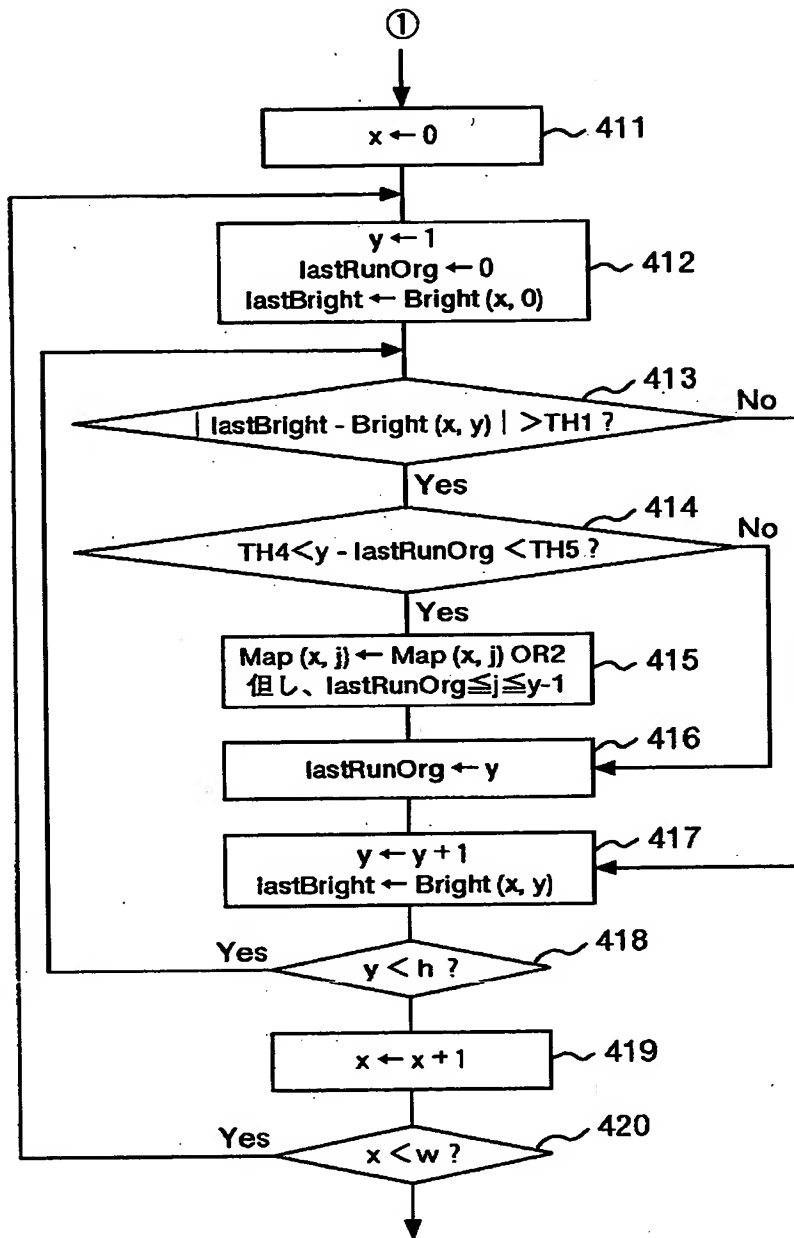 ①
x ← 0
411
y ← 1
lastRunOrg ← 0
lastBright ← Bright (x, 0)
412
413
| lastBright - Bright (x, y) | >TH1 ?
No
Yes
414
TH4<y - lastRunOrg <TH5 ?
No
Yes
Map (x, j) ← Map (x, j) OR2
但し、lastRunOrg≦j≦y-1
415
416
lastRunOrg ← y
417
y ← y + 1
lastBright ← Bright (x, y)
418
Yes
y < h ?
x ← x + 1
419
420
Yes
x < w ?